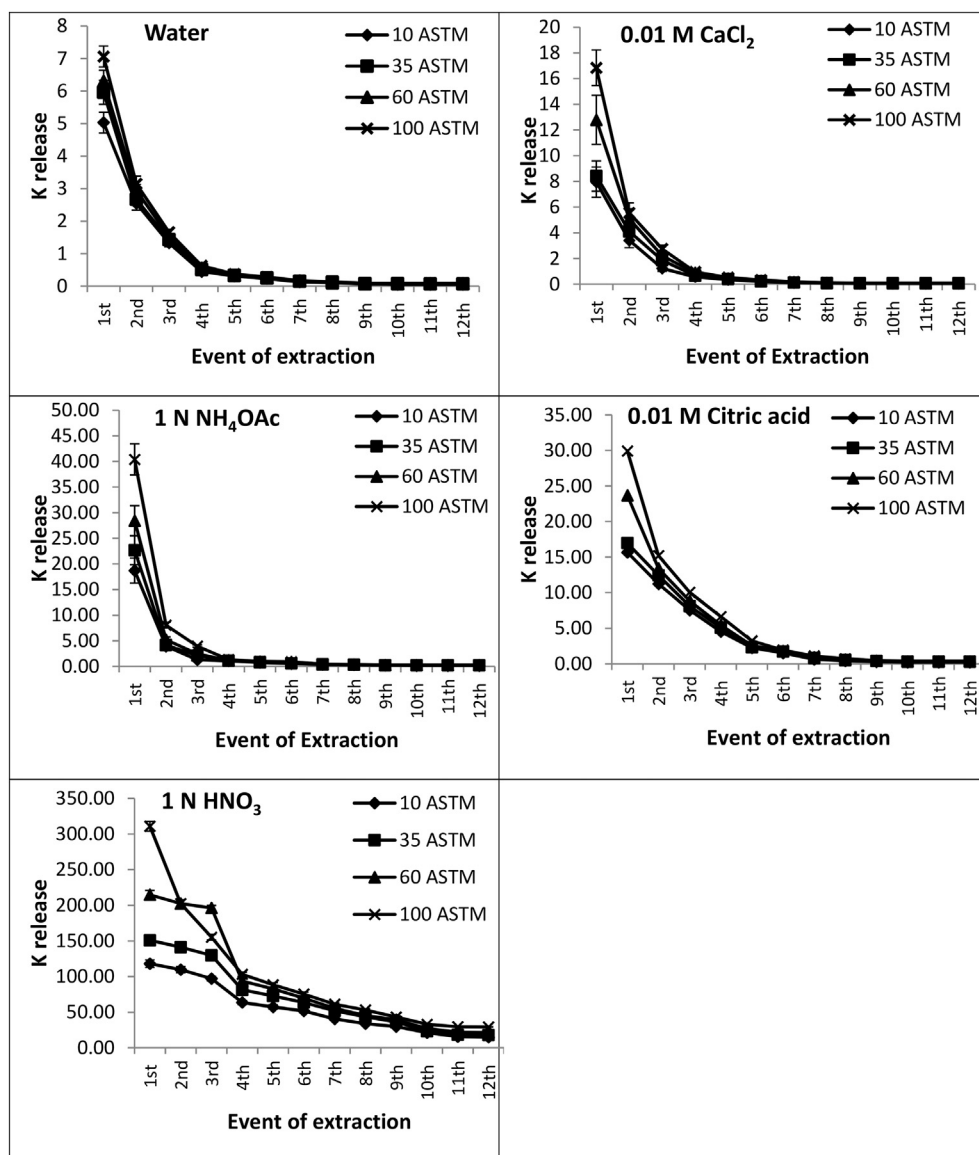 Water
10 ASTM
35 ASTM
60 ASTM
100 ASTM
K release
8
7
6
5
4
3
2
1
0
1st 2nd 3rd 4th 5th 6th 7th 8th 9th 10th 11th 12th
Event of extraction
0.01 M CaCl₂
10 ASTM
35 ASTM
60 ASTM
100 ASTM
K release
20
18
16
14
12
10
8
6
4
2
0
1st 2nd 3rd 4th 5th 6th 7th 8th 9th 10th 11th 12th
Event of extraction
1 N NH₄OAc
10 ASTM
35 ASTM
60 ASTM
100 ASTM
K release
50.00
45.00
40.00
35.00
30.00
25.00
20.00
15.00
10.00
5.00
0.00
1st 2nd 3rd 4th 5th 6th 7th 8th 9th 10th 11th 12th
Event of Extraction
0.01 M Citric acid
10 ASTM
35 ASTM
60 ASTM
100 ASTM
K release
35.00
30.00
25.00
20.00
15.00
10.00
5.00
0.00
1st 2nd 3rd 4th 5th 6th 7th 8th 9th 10th 11th 12th
Event of extraction
1 N HNO₃
10 ASTM
35 ASTM
60 ASTM
100 ASTM
K release
350.00
300.00
250.00
200.00
150.00
100.00
50.00
0.00
1st 2nd 3rd 4th 5th 6th 7th 8th 9th 10th 11th 12th
Event of extraction